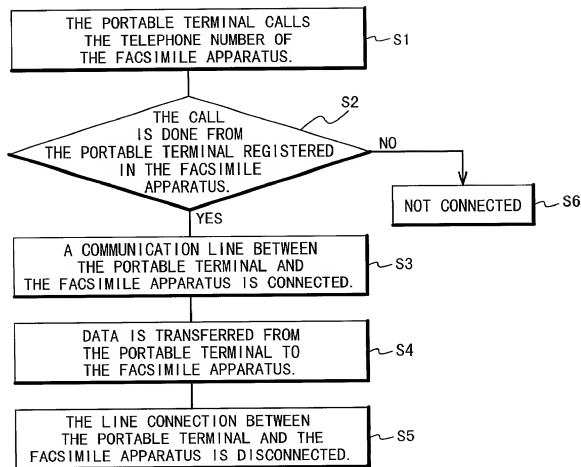 THE PORTABLE TERMINAL CALLS
THE TELEPHONE NUMBER OF
THE FACSIMILE APPARATUS.
S1
S2
THE CALL
IS DONE FROM
THE PORTABLE TERMINAL REGISTERED
IN THE FACSIMILE
APPARATUS.
NO
YES
NOT CONNECTED
S6
A COMMUNICATION LINE BETWEEN
THE PORTABLE TERMINAL AND
THE FACSIMILE APPARATUS IS CONNECTED.
S3
DATA IS TRANSFERRED FROM
THE PORTABLE TERMINAL TO
THE FACSIMILE APPARATUS.
S4
THE LINE CONNECTION BETWEEN
THE PORTABLE TERMINAL AND THE
FACSIMILE APPARATUS IS DISCONNECTED.
S5